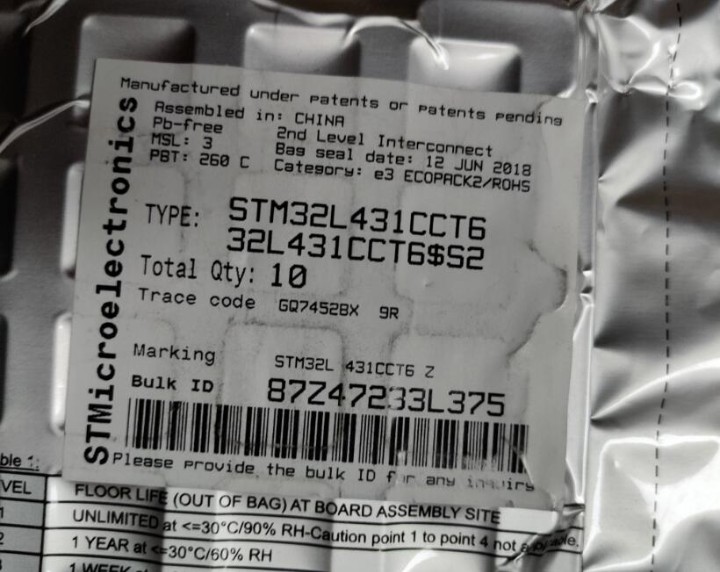 Manufactured under patents or patents pending
Assembled in: CHINA
Pb-free 2nd Level Interconnect
MSL: 3 Bag seal date: 12 JUN 2018
PBT: 260 C Category: e3 ECOPACK2/ROHS
STMicroelectronics
TYPE: STM32L431CCT6
32L431CCT6$S2
Total Qty: 10
Trace code GQ74528X 9R
Marking STM32L 431CCT6 Z
Bulk ID 87Z47233L375
Please provide the bulk ID for any inquiry
ble 1:
VEL FLOOR LIFE (OUT OF BAG) AT BOARD ASSEMBLY SITE
1 UNLIMITED at <=30°C/90% RH-Caution point 1 to point 4 not
2 1 YEAR at <=30°C/60% RH
1 WEEK